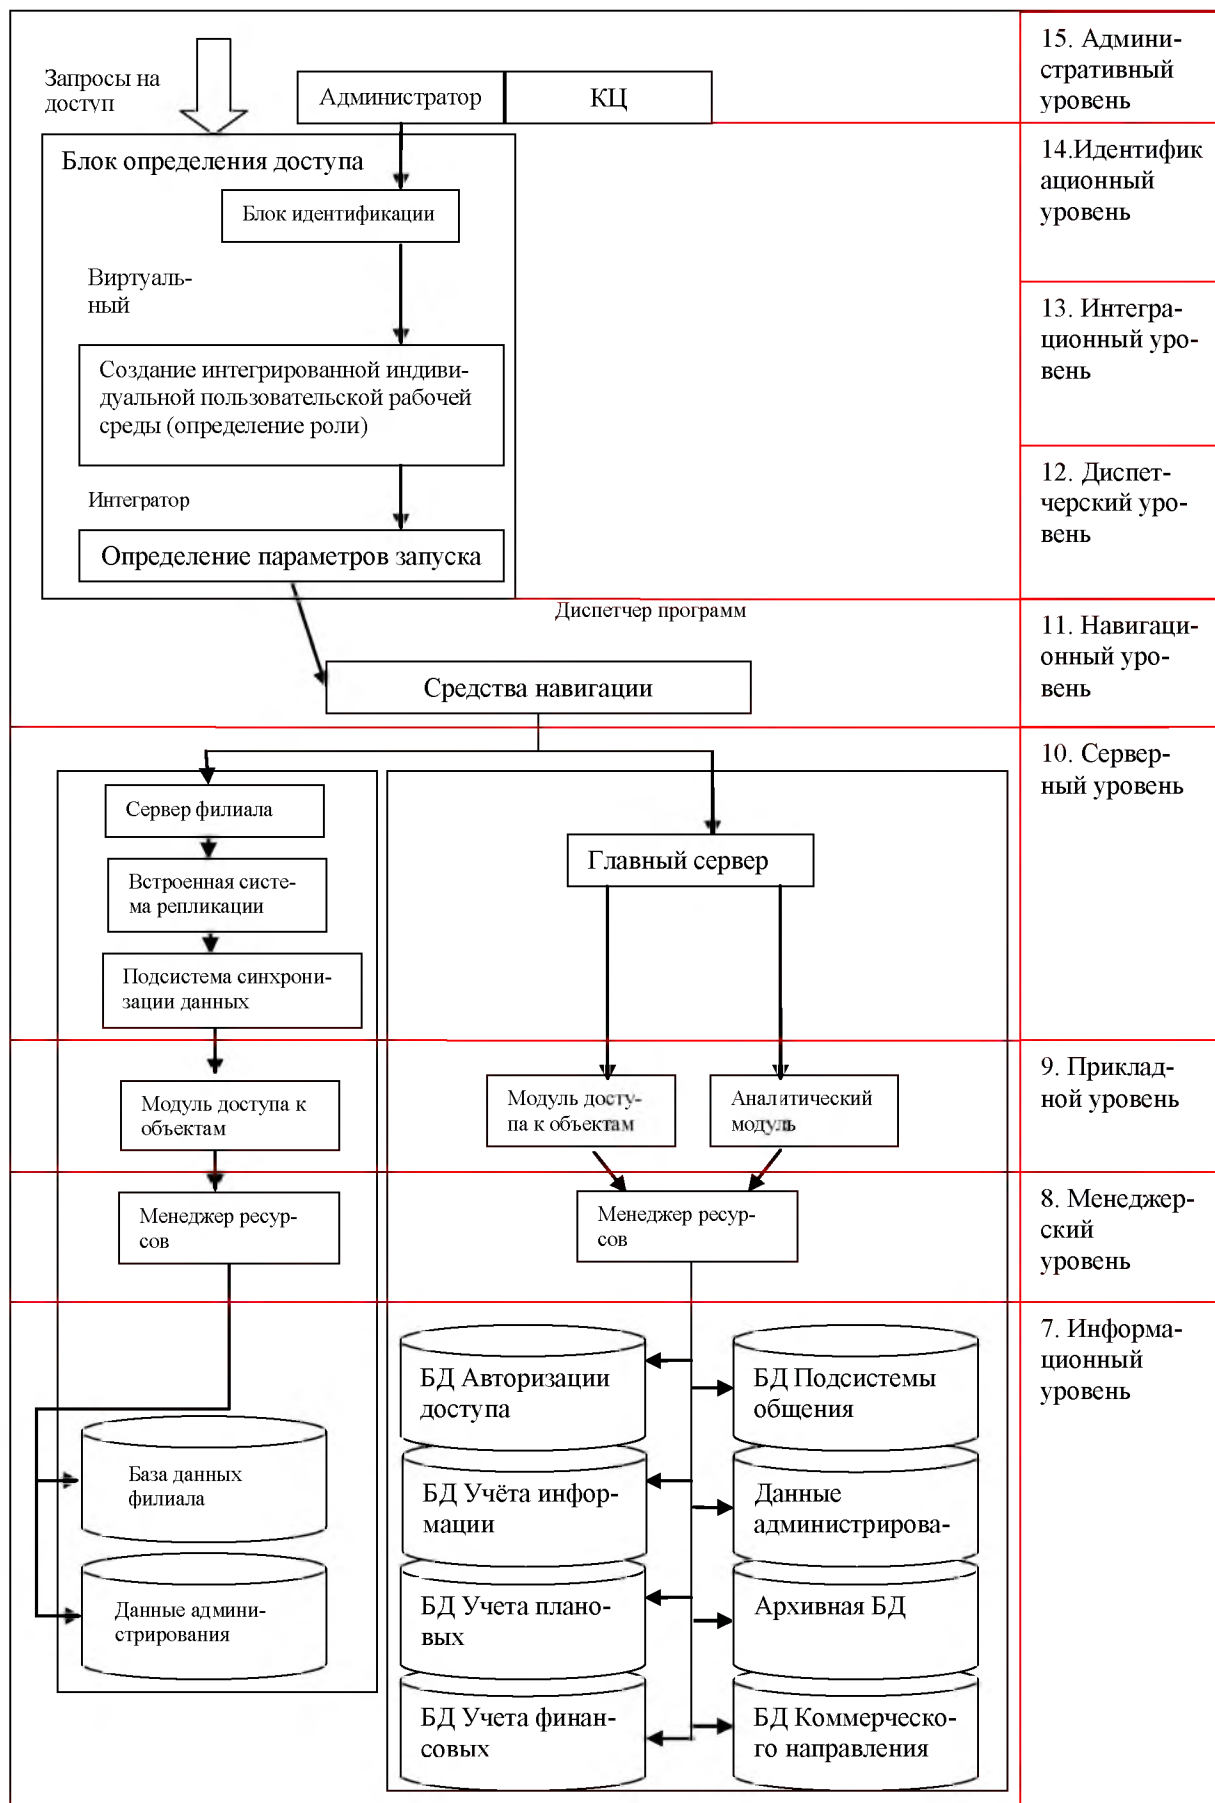 Запросы на
доступ
Администратор
КЦ
15. Админи-
стративный
уровень
Блок определения доступа
Блок идентификации
14.Идентифик
ационный
уровень
Виртуаль-
ный
13. Интегра-
ционный уро-
вень
Создание интегрированной индиви-
дуальной пользовательской рабочей
среды (определение роли)
Интегратор
12. Диспет-
черский уро-
вень
Определение параметров запуска
Диспетчер программ
11. Навигаци-
онный уро-
вень
Средства навигации
10. Сервер-
ный уровень
Сервер филиала
Встроенная систе-
ма репликации
Подсистема синхрони-
зации данных
Главный сервер
9. Приклад-
ной уровень
Модуль доступа к
объектам
Модуль досту-
па к объектам
Аналитический
модуль
8. Менеджер-
ский
уровень
Менеджер ресур-
сов
Менеджер ресур-
сов
7. Информа-
ционный
уровень
База данных
филиала
Данные админи-
стрирования
БД Авторизации
доступа
БД Подсистемы
общения
БД Учёта инфор-
мации
Данные
администрирова-
БД Учета плано-
вых
Архивная БД
БД Учета финан-
совых
БД Коммерческо-
го направления